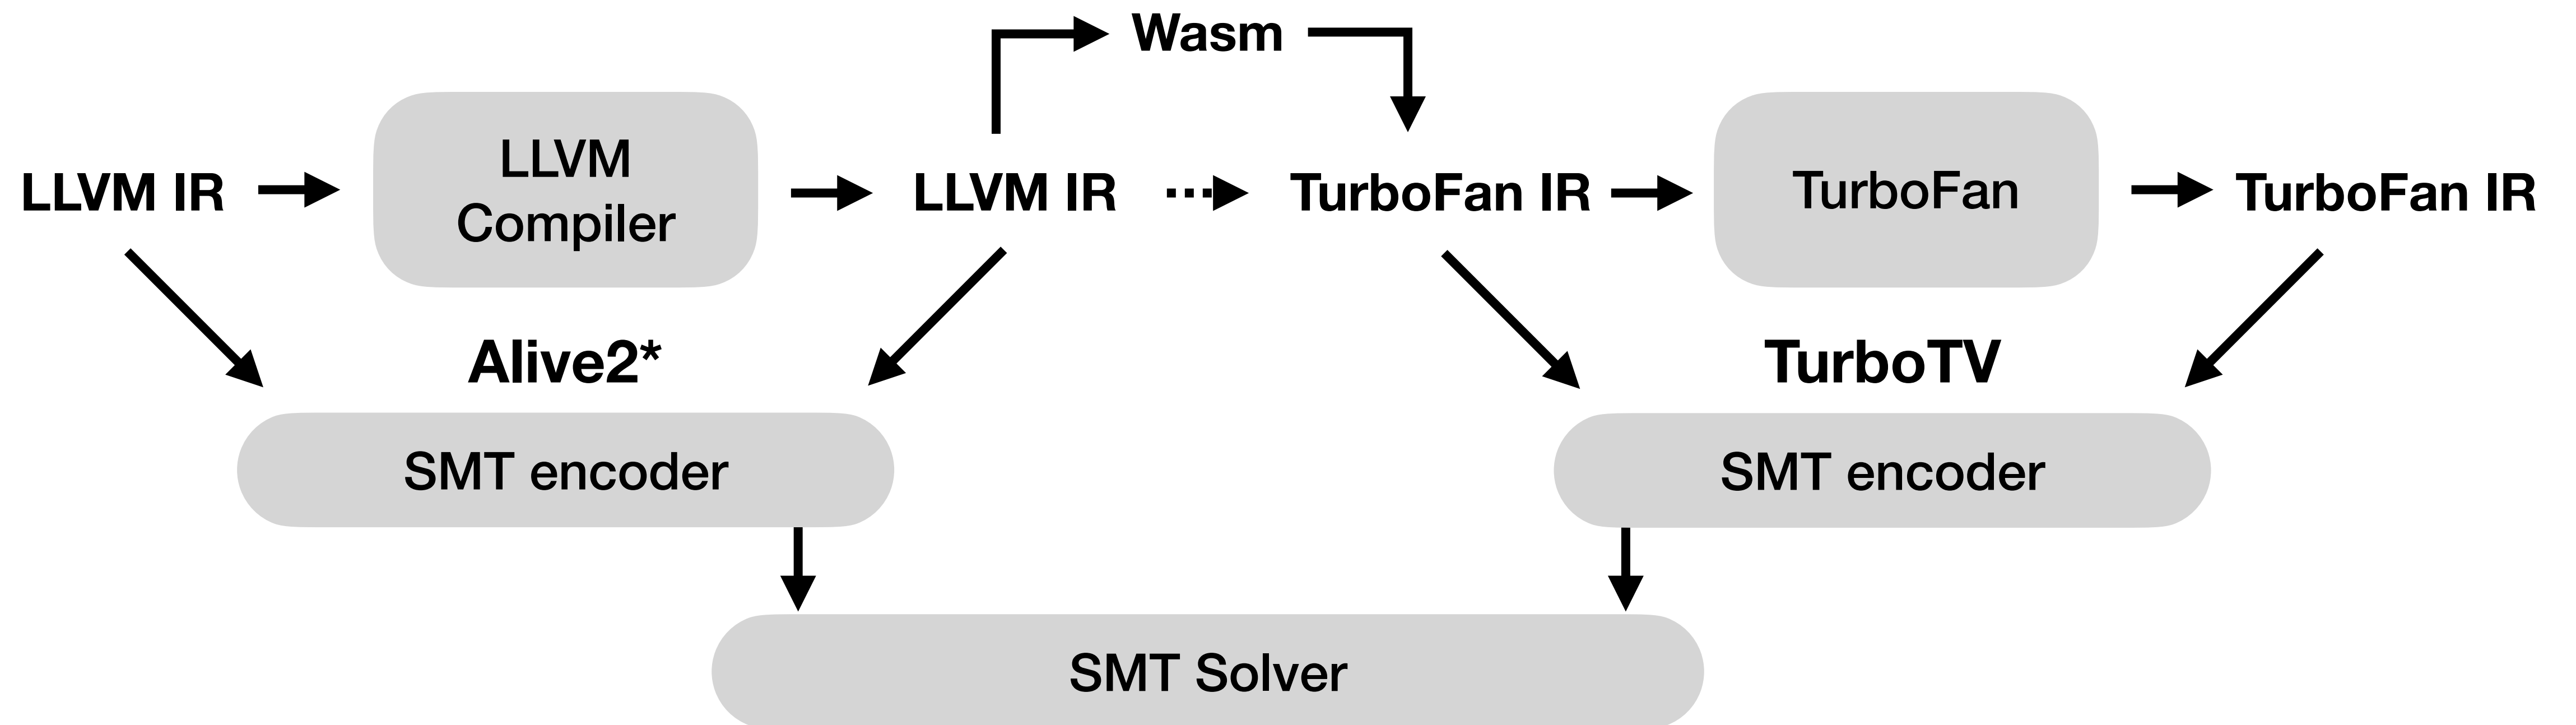 Wasm
LLVM
Compiler
LLVM IR
LLVM IR
TurboFan IR
TurboFan
TurboFan IR
Alive2*
TurboTV
SMT encoder
SMT encoder
SMT Solver